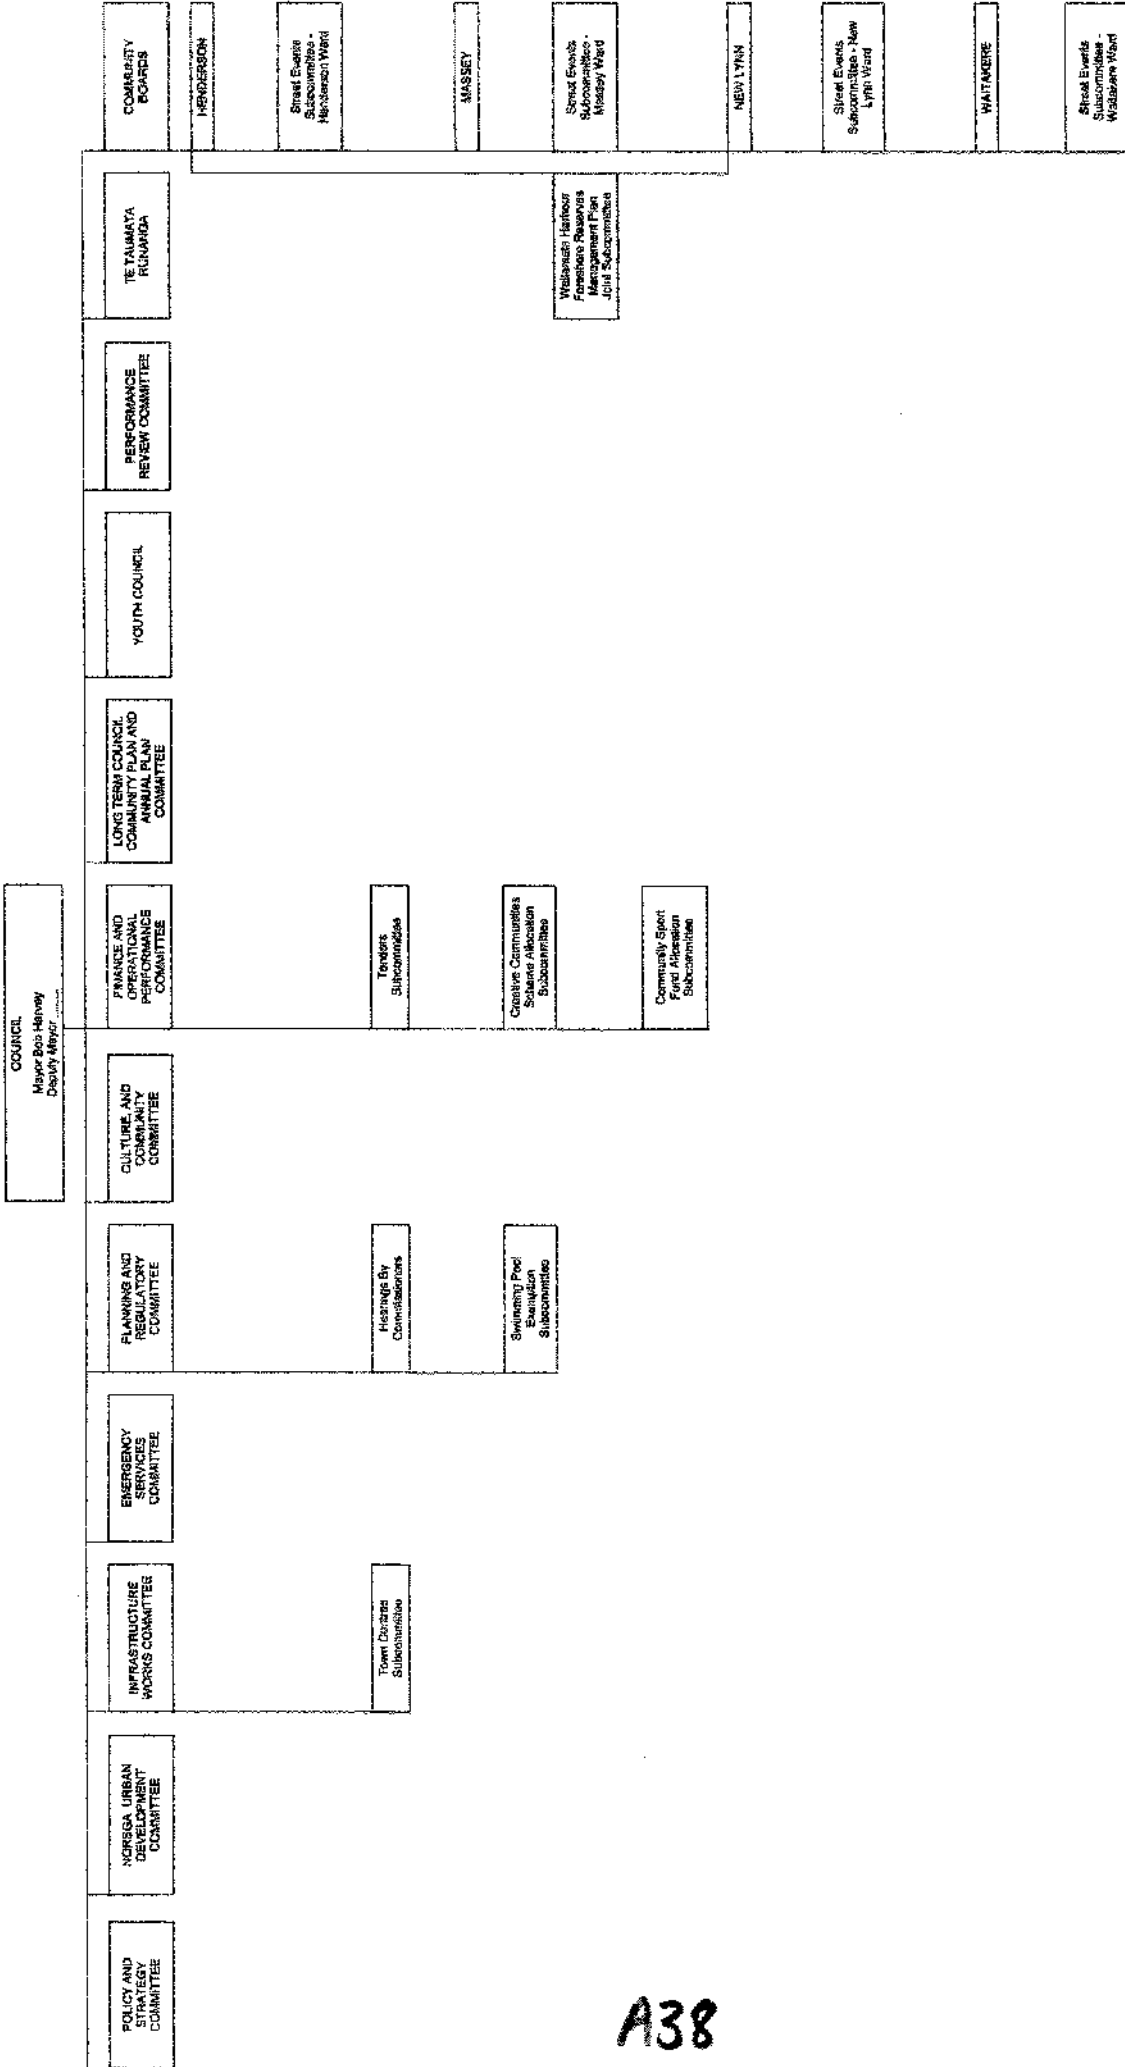 COUNCIL
Mayor Bob Harvey
Deputy Mayor
POLICY AND
STRATEGY
COMMITTEE
NORSGA URBAN
DEVELOPMENT
COMMITTEE
INFRASTRUCTURE
WORKS COMMITTEE
EMERGENCY
SERVICES
COMMITTEE
PLANNING AND
REGULATORY
COMMITTEE
CULTURE AND
COMMUNITY
COMMITTEE
FINANCE AND
OPERATIONAL
PERFORMANCE
COMMITTEE
LONG TERM COUNCIL
COMMUNITY PLAN AND
ANNUAL PLAN
COMMITTEE
YOUTH COUNCIL
PERFORMANCE
REVIEW COMMITTEE
TE TAUMATA
RUNANGA
COMMUNITY
BOARDS
HENDERSON
Street Events
Subcommittee -
Henderson Ward
Town Centres
Subcommittee
Hearings By
Commissioners
Tenders
Subcommittee
MASSEY
Swimming Pool
Exemption
Subcommittee
Creative Communities
Scheme Allocation
Subcommittee
Waitemata Harbour
Foreshore Reserves
Management Plan
Joint Subcommittee
Street Events
Subcommittee -
Massey Ward
Community Sport
Fund Allocation
Subcommittee
NEW LYNN
Street Events
Subcommittee - New
Lynn Ward
WAITAKERE
Street Events
Subcommittee -
Waitakere Ward
A38